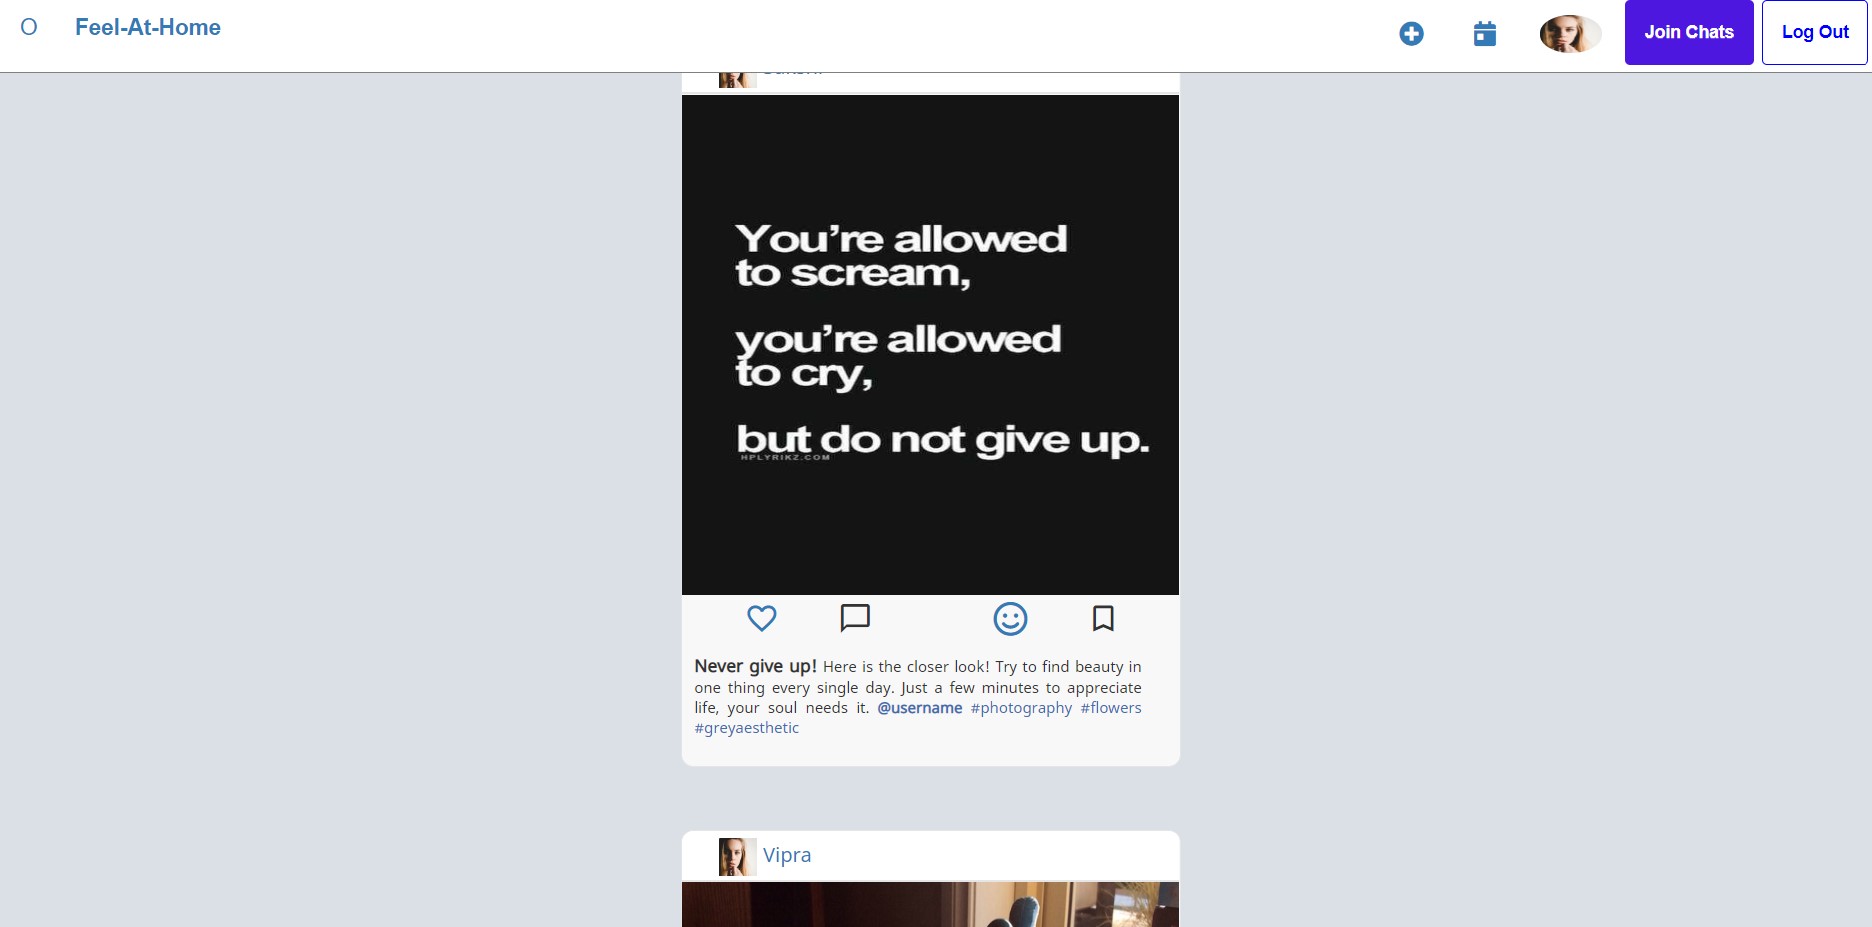 O Feel-At-Home
Join Chats
Log Out
You’re allowed
to scream,
you’re allowed
to cry,
but do not give up.
HPLYRIKZ.COM
Never give up! Here is the closer look! Try to find beauty in
one thing every single day. Just a few minutes to appreciate
life, your soul needs it. @username #photography #flowers
#greyaesthetic
Vipra